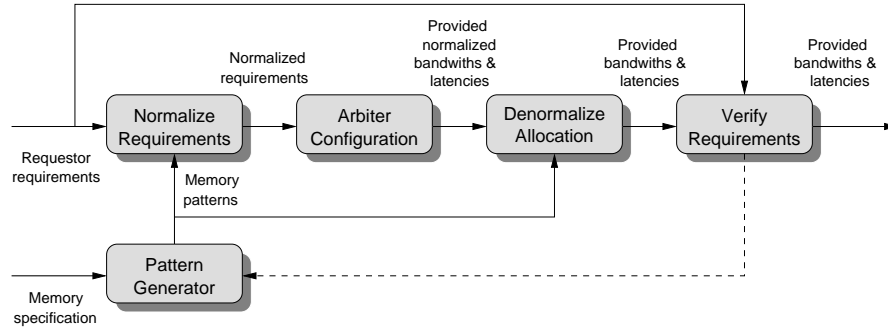 Provided
normalized
bandwiths &
latencies
Provided
bandwiths &
latencies
Provided
bandwiths &
latencies
Normalized
requirements
Normalize
Requirements
Arbiter
Configuration
Denormalize
Allocation
Verify
Requirements
Requestor
requirements
Memory
patterns
Pattern
Generator
Memory
specification